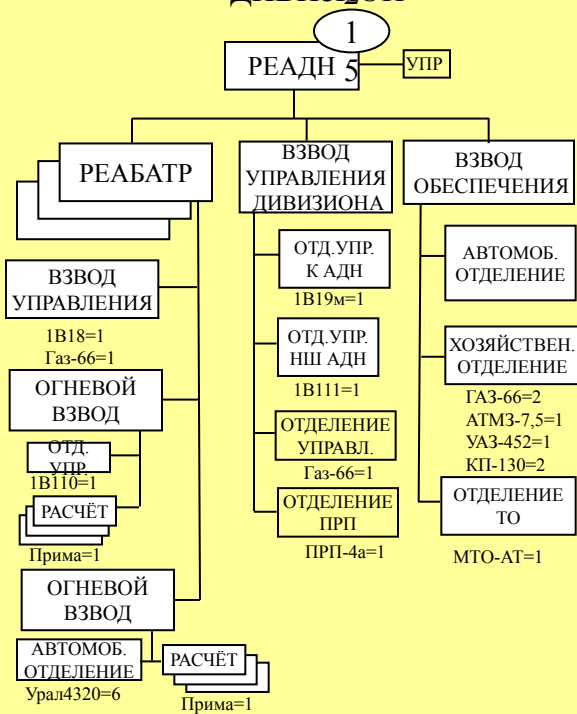 1
РЕАДН 5
УПР
РЕАБАТР
ВЗВОД
УПРАВЛЕНИЯ
1В18=1
Газ-66=1
ОГНЕВОЙ
ВЗВОД
ОТД.
УПР.
1В110=1
РАСЧЁТ
Прима=1
ОГНЕВОЙ
ВЗВОД
АВТОМОБ.
ОТДЕЛЕНИЕ
Урал4320=6
РАСЧЁТ
Прима=1
ВЗВОД
УПРАВЛЕНИЯ
ДИВИЗИОНА
ОТД.УПР.
К АДН
1В19м=1
ОТД.УПР.
НШ АДН
1В111=1
ОТДЕЛЕНИЕ
УПРАВЛ.
Газ-66=1
ОТДЕЛЕНИЕ
ПРП
ПРП-4а=1
ВЗВОД
ОБЕСПЕЧЕНИЯ
АВТОМОБ.
ОТДЕЛЕНИЕ
ХОЗЯЙСТВЕН.
ОТДЕЛЕНИЕ
ГАЗ-66=2
АТМЗ-7,5=1
УАЗ-452=1
КП-130=2
ОТДЕЛЕНИЕ
ТО
МТО-АТ=1